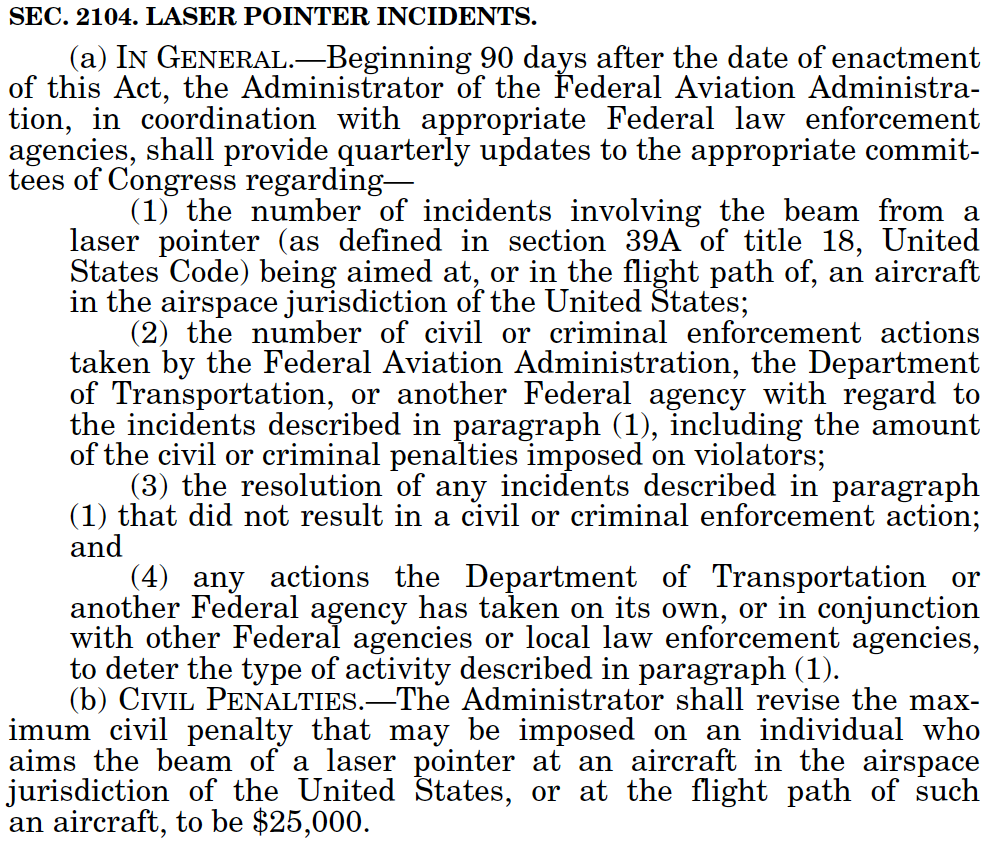 SEC. 2104. LASER POINTER INCIDENTS.
(a) IN GENERAL.—Beginning 90 days after the date of enactment
of this Act, the Administrator of the Federal Aviation Administra-
tion, in coordination with appropriate Federal law enforcement
agencies, shall provide quarterly updates to the appropriate commit-
tees of Congress regarding—
(1) the number of incidents involving the beam from a
laser pointer (as defined in section 39A of title 18, United
States Code) being aimed at, or in the flight path of, an aircraft
in the airspace jurisdiction of the United States;
(2) the number of civil or criminal enforcement actions
taken by the Federal Aviation Administration, the Department
of Transportation, or another Federal agency with regard to
the incidents described in paragraph (1), including the amount
of the civil or criminal penalties imposed on violators;
(3) the resolution of any incidents described in paragraph
(1) that did not result in a civil or criminal enforcement action;
and
(4) any actions the Department of Transportation or
another Federal agency has taken on its own, or in conjunction
with other Federal agencies or local law enforcement agencies,
to deter the type of activity described in paragraph (1).
(b) CIVIL PENALTIES.—The Administrator shall revise the max-
imum civil penalty that may be imposed on an individual who
aims the beam of a laser pointer at an aircraft in the airspace
jurisdiction of the United States, or at the flight path of such
an aircraft, to be $25,000.